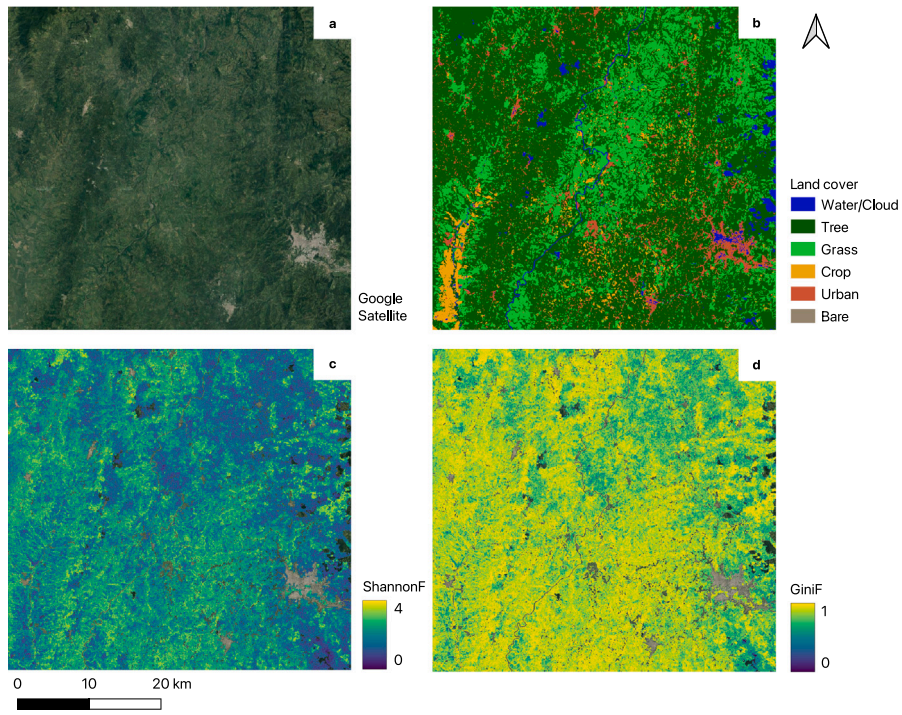 a
b
Google
Satellite
Land cover
Water/Cloud
Tree
Grass
Crop
Urban
Bare
c
d
ShannonF
4
0
GiniF
1
0
0
10
20 km